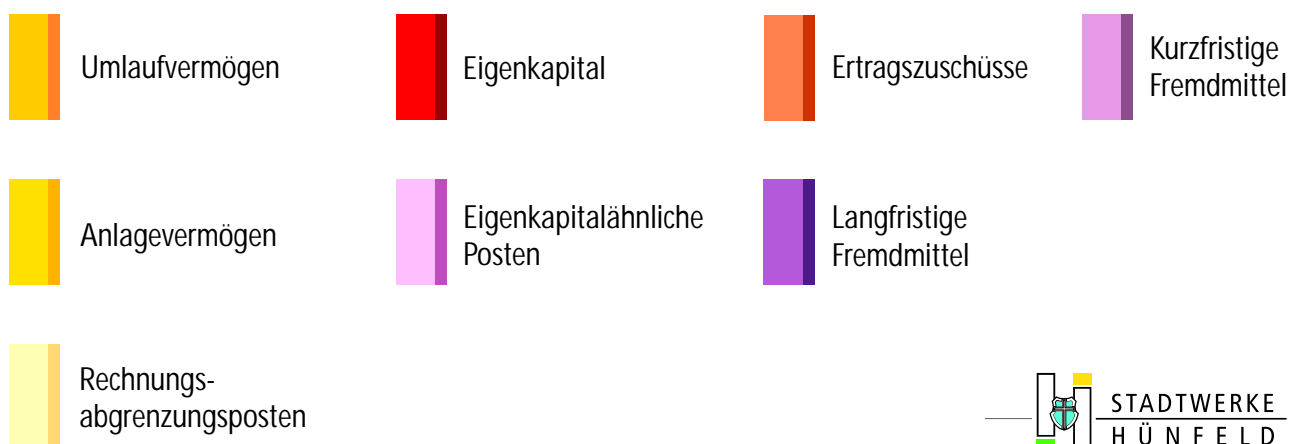 Umlaufvermögen
Eigenkapital
Ertragszuschüsse
Kurzfristige
Fremdmittel
Anlagevermögen
Eigenkapitalähnliche
Posten
Langfristige
Fremdmittel
Rechnungs-
abgrenzungsposten
STADTWERKE
HÜNFELD